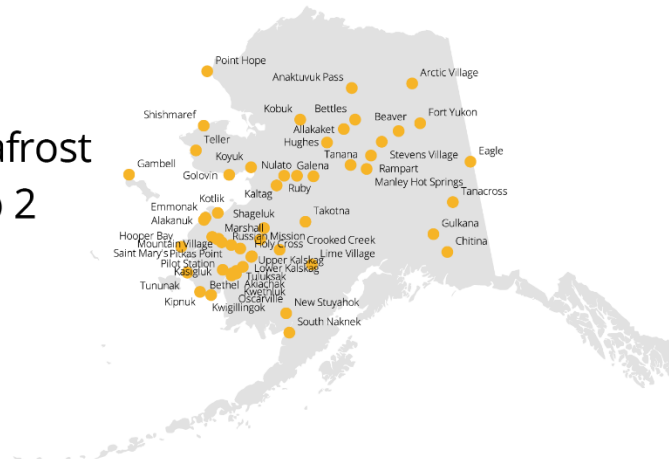 Point Hope
Anaktuvuk Pass
Arctic Village
Kobuk
Bettles
Beaver
Fort Yukon
Shishmaref
Allakaket
afrost
Teller
Hughes
Koyuk
Tanana
Stevens Village
Eagle
Gambell
Nulato
Galena
Rampart
Golovin
Ruby
Manley Hot Springs
Kaltag
Tanacross
o 2
Kotlik
Emmonak
Shageluk
Takotna
Alakanuk
Marshall
Gulkana
Hooper Bay
Russian Mission
Crooked Creek
Chitina
Mountain Village
Holy Cross
Saint Mary's
Pitkas Point
Lime Village
Pilot Station
Upper Kalskag
Kasigluk
Lower Kalskag
Tuluksak
Tununak
Bethel
Akiachak
Kwethluk
Kipnuk
Oscarville
New Stuyahok
Kwigillingok
South Naknek